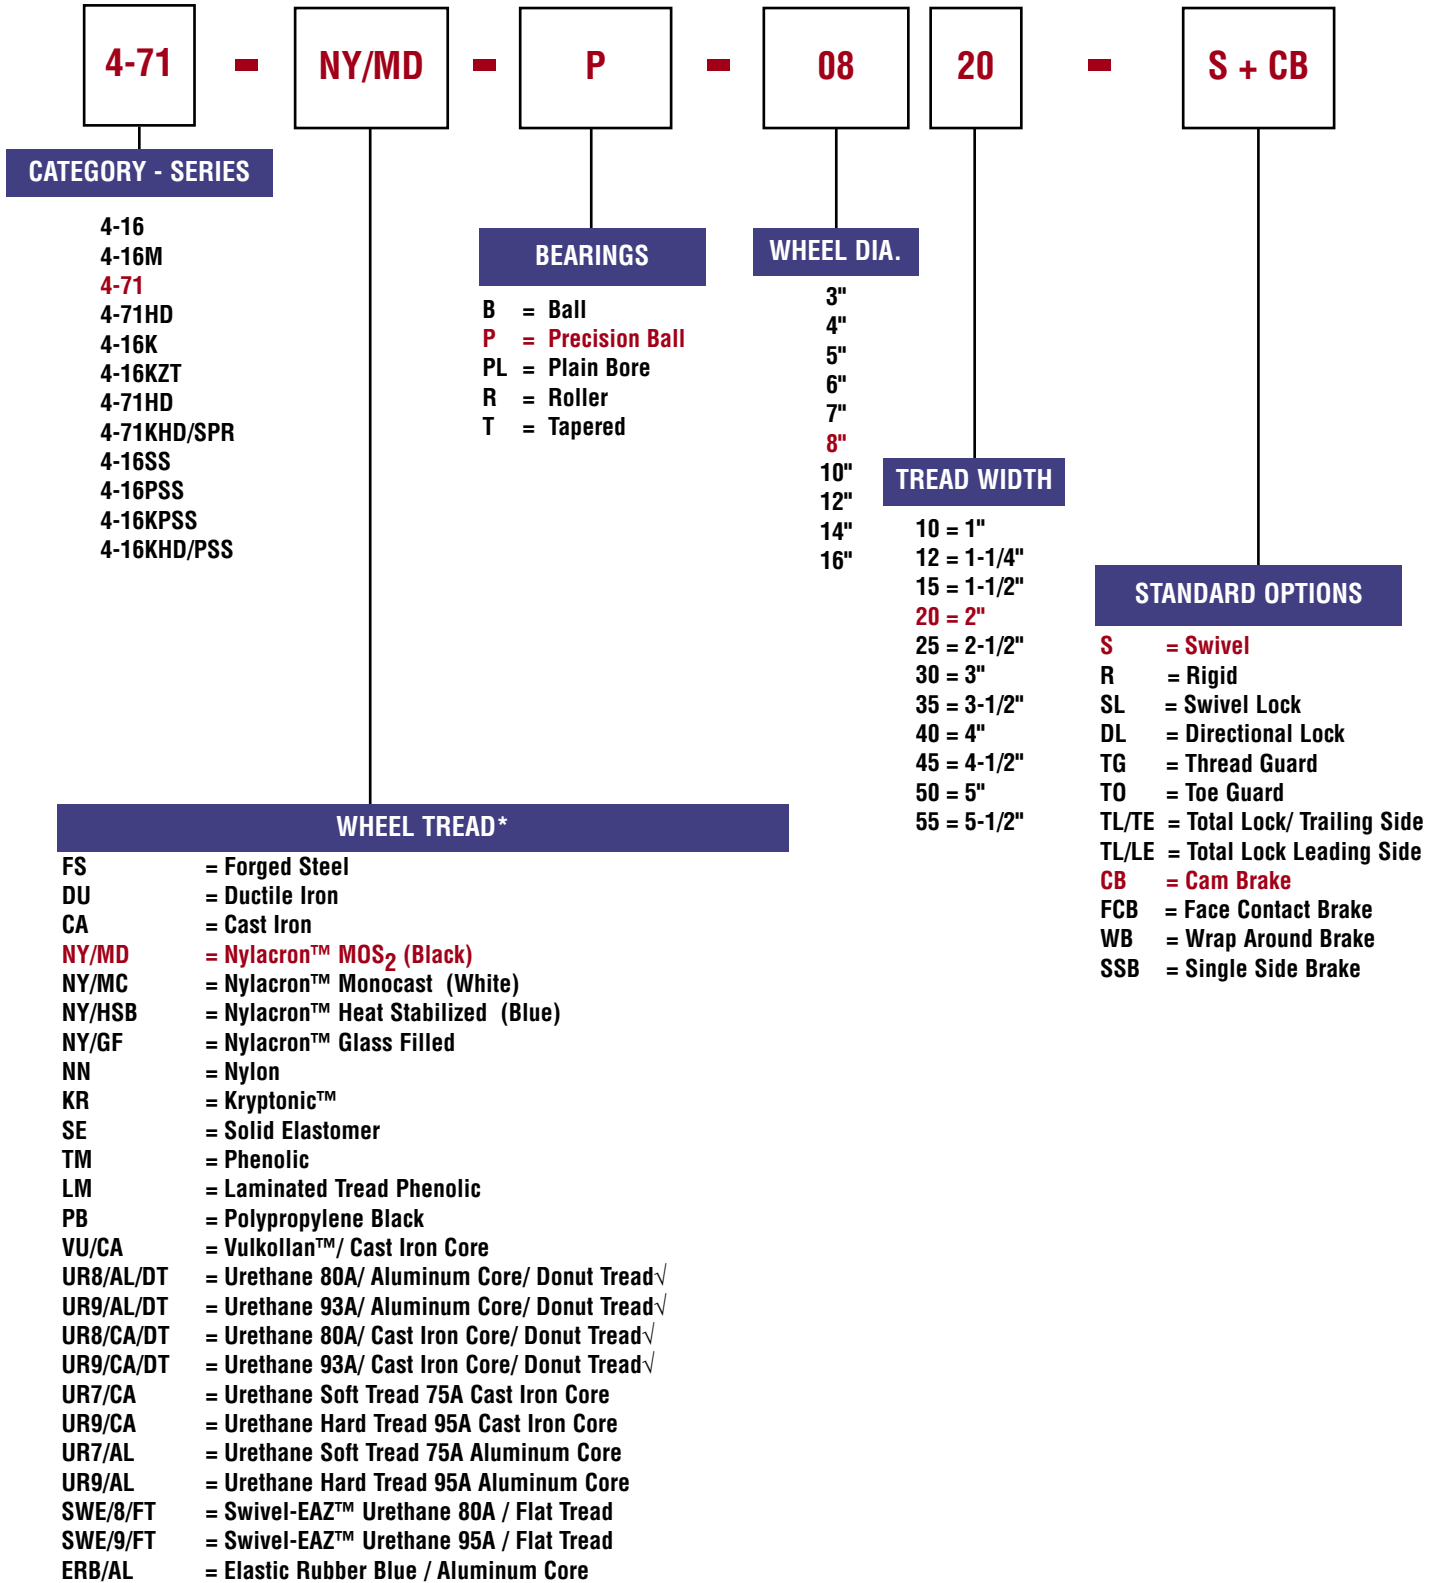 4-71 - NY/MD - P - 08 20 - S + CB
CATEGORY - SERIES
4-16
4-16M
4-71
4-71HD
4-16K
4-16KZT
4-71HD
4-71KHD/SPR
4-16SS
4-16PSS
4-16KPSS
4-16KHD/PSS
BEARINGS
B = Ball
P = Precision Ball
PL = Plain Bore
R = Roller
T = Tapered
WHEEL DIA.
3"
4"
5"
6"
7"
8"
10"
12"
14"
16"
TREAD WIDTH
10 = 1"
12 = 1-1/4"
15 = 1-1/2"
20 = 2"
25 = 2-1/2"
30 = 3"
35 = 3-1/2"
40 = 4"
45 = 4-1/2"
50 = 5"
55 = 5-1/2"
STANDARD OPTIONS
S = Swivel
R = Rigid
SL = Swivel Lock
DL = Directional Lock
TG = Thread Guard
TO = Toe Guard
TL/TE = Total Lock/ Trailing Side
TL/LE = Total Lock Leading Side
CB = Cam Brake
FCB = Face Contact Brake
WB = Wrap Around Brake
SSB = Single Side Brake
WHEEL TREAD*
FS = Forged Steel
DU = Ductile Iron
CA = Cast Iron
NY/MD = Nylacron™ MOS₂ (Black)
NY/MC = Nylacron™ Monocast (White)
NY/HSB = Nylacron™ Heat Stabilized (Blue)
NY/GF = Nylacron™ Glass Filled
NN = Nylon
KR = Kryptonic™
SE = Solid Elastomer
TM = Phenolic
LM = Laminated Tread Phenolic
PB = Polypropylene Black
VU/CA = Vulkollan™/ Cast Iron Core
UR8/AL/DT = Urethane 80A/ Aluminum Core/ Donut Tread√
UR9/AL/DT = Urethane 93A/ Aluminum Core/ Donut Tread√
UR8/CA/DT = Urethane 80A/ Cast Iron Core/ Donut Tread√
UR9/CA/DT = Urethane 93A/ Cast Iron Core/ Donut Tread√
UR7/CA = Urethane Soft Tread 75A Cast Iron Core
UR9/CA = Urethane Hard Tread 95A Cast Iron Core
UR7/AL = Urethane Soft Tread 75A Aluminum Core
UR9/AL = Urethane Hard Tread 95A Aluminum Core
SWE/8/FT = Swivel-EAZ™ Urethane 80A / Flat Tread
SWE/9/FT = Swivel-EAZ™ Urethane 95A / Flat Tread
ERB/AL = Elastic Rubber Blue / Aluminum Core